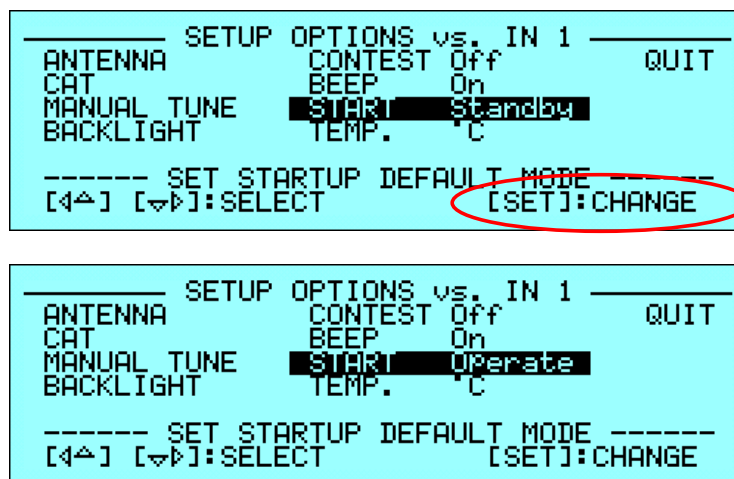 SETUP OPTIONS vs. IN 1
ANTENNA CONTEST Off QUIT
CAT BEEP On
MANUAL TUNE START Standby
BACKLIGHT TEMP. °C
------ SET STARTUP DEFAULT MODE ------
[◁△] [▽▷]:SELECT [SET]:CHANGE
SETUP OPTIONS vs. IN 1
ANTENNA CONTEST Off QUIT
CAT BEEP On
MANUAL TUNE START Operate
BACKLIGHT TEMP. °C
------ SET STARTUP DEFAULT MODE ------
[◁△] [▽▷]:SELECT [SET]:CHANGE